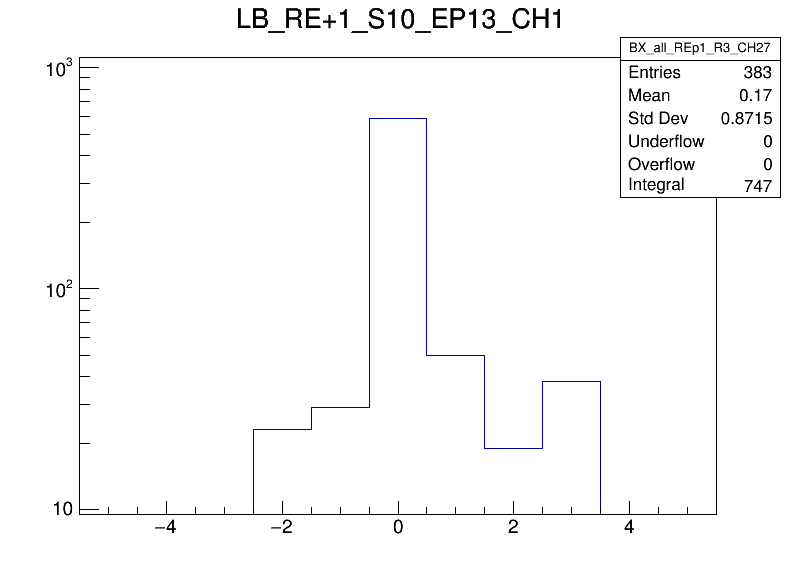 LB_RE+1_S10_EP13_CH1
BX_all_REp1_R3_CH27
Entries 383
Mean 0.17
Std Dev 0.8715
Underflow 0
Overflow 0
Integral 747
10³
10²
10
−4 −2 0 2 4